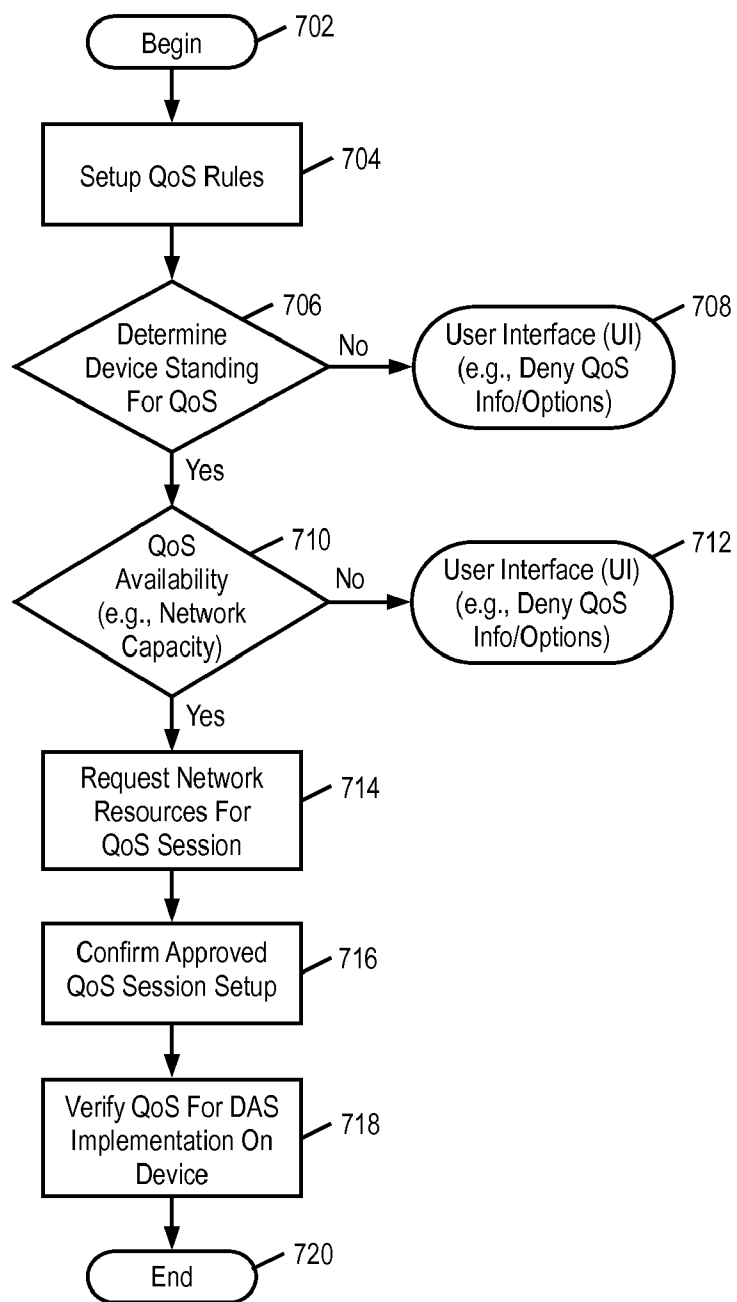 Begin
702
Setup QoS Rules
704
Determine
Device Standing
For QoS
706
No
User Interface (UI)
(e.g., Deny QoS
Info/Options)
708
Yes
QoS
Availability
(e.g., Network
Capacity)
710
No
User Interface (UI)
(e.g., Deny QoS
Info/Options)
712
Yes
Request Network
Resources For
QoS Session
714
Confirm Approved
QoS Session Setup
716
Verify QoS For DAS
Implementation On
Device
718
End
720